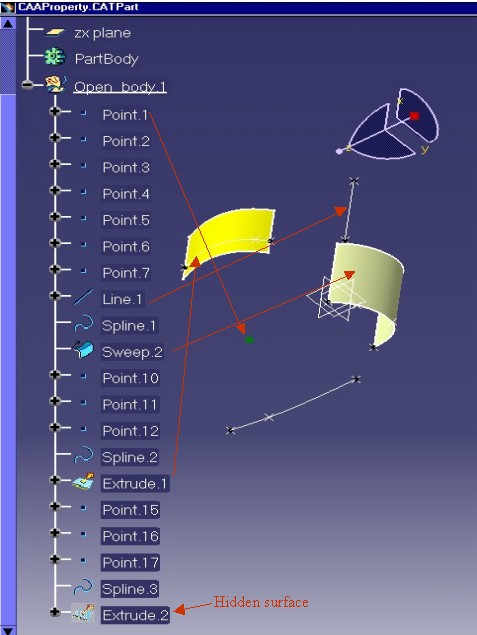 CAAProperty.CATPart
zx plane
PartBody
Open_body.1
Point.1
Point.2
Point.3
Point.4
Point.5
Point.6
Point.7
Line.1
Spline.1
Sweep.2
Point.10
Point.11
Point.12
Spline.2
Extrude.1
Point.15
Point.16
Point.17
Spline.3
Extrude.2
Hidden surface
y